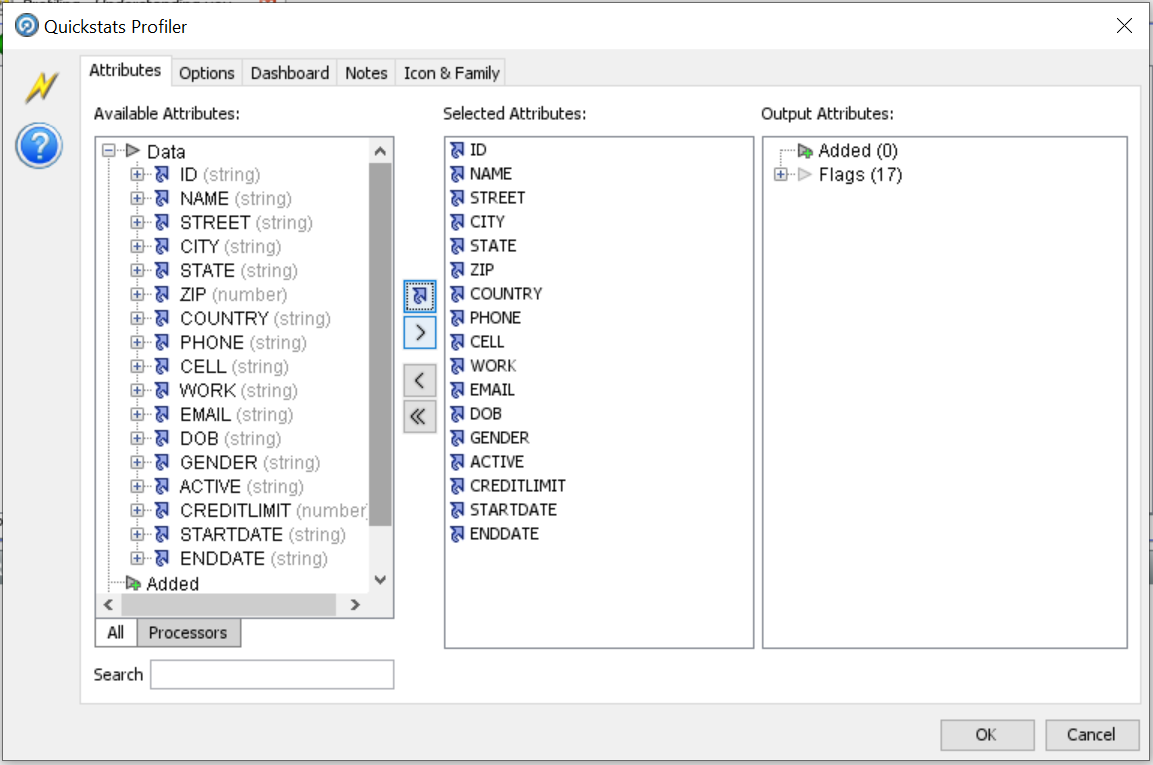 Quickstats Profiler
Attributes
Options
Dashboard
Notes
Icon & Family
Available Attributes:
Data
ID (string)
NAME (string)
STREET (string)
CITY (string)
STATE (string)
ZIP (number)
COUNTRY (string)
PHONE (string)
CELL (string)
WORK (string)
EMAIL (string)
DOB (string)
GENDER (string)
ACTIVE (string)
CREDITLIMIT (number)
STARTDATE (string)
ENDDATE (string)
Added
All
Processors
Search
Selected Attributes:
ID
NAME
STREET
CITY
STATE
ZIP
COUNTRY
PHONE
CELL
WORK
EMAIL
DOB
GENDER
ACTIVE
CREDITLIMIT
STARTDATE
ENDDATE
Output Attributes:
Added (0)
Flags (17)
OK
Cancel